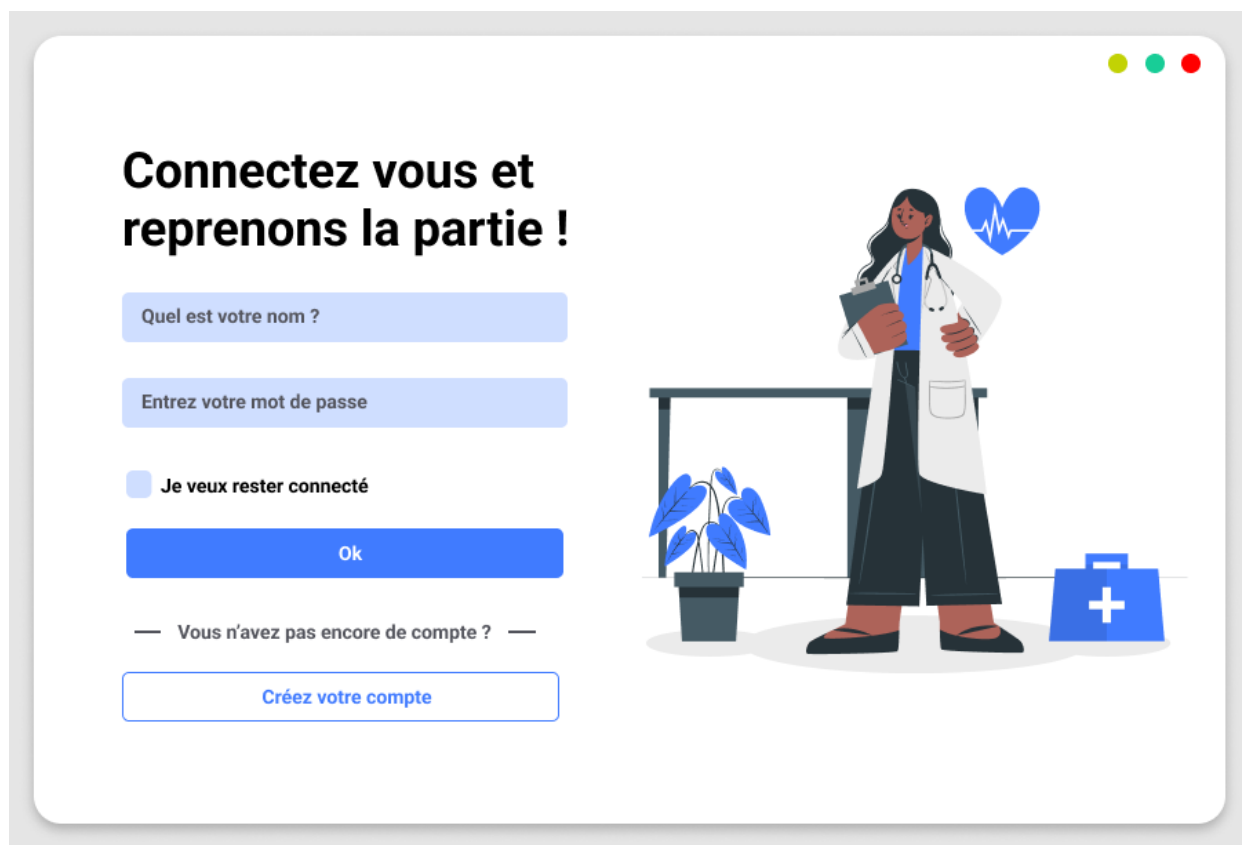 Connectez vous et
reprenons la partie !
Quel est votre nom ?
Entrez votre mot de passe
Je veux rester connecté
Ok
Vous n’avez pas encore de compte ?
Créez votre compte